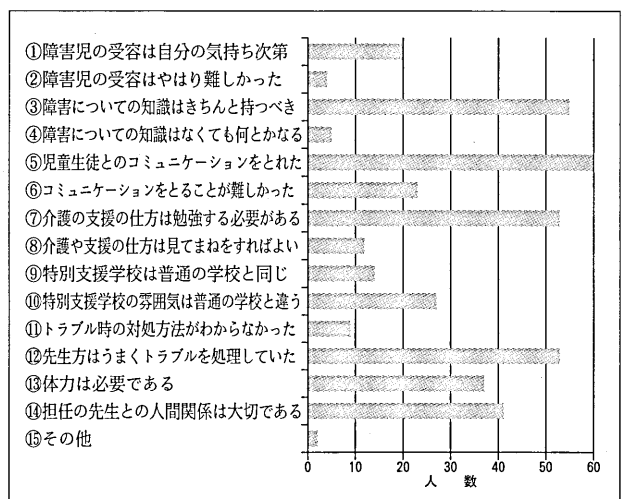 ①障害児の受容は自分の気持ち次第
②障害児の受容はやはり難しかった
③障害についての知識はきちんと持つべき
④障害についての知識はなくても何とかなる
⑤児童生徒とのコミュニケーションをとれた
⑥コミュニケーションをとることが難しかった
⑦介護の支援の仕方は勉強する必要がある
⑧介護や支援の仕方は見てまねをすればよい
⑨特別支援学校は普通の学校と同じ
⑩特別支援学校の雰囲気は普通の学校と違う
⑪トラブル時の対処方法がわからなかった
⑫先生方はうまくトラブルを処理していた
⑬体力は必要である
⑭担任の先生との人間関係は大切である
⑮その他
0 10 20 30 40 50 60
人 数